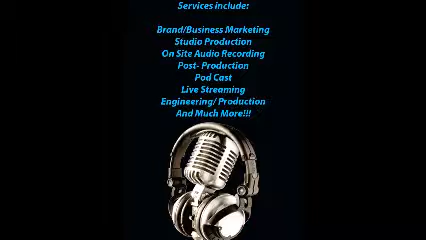 Services include:
Brand/Business Marketing
Studio Production
On Site Audio Recording
Post- Production
Pod Cast
Live Streaming
Engineering/ Production
And Much More!!!